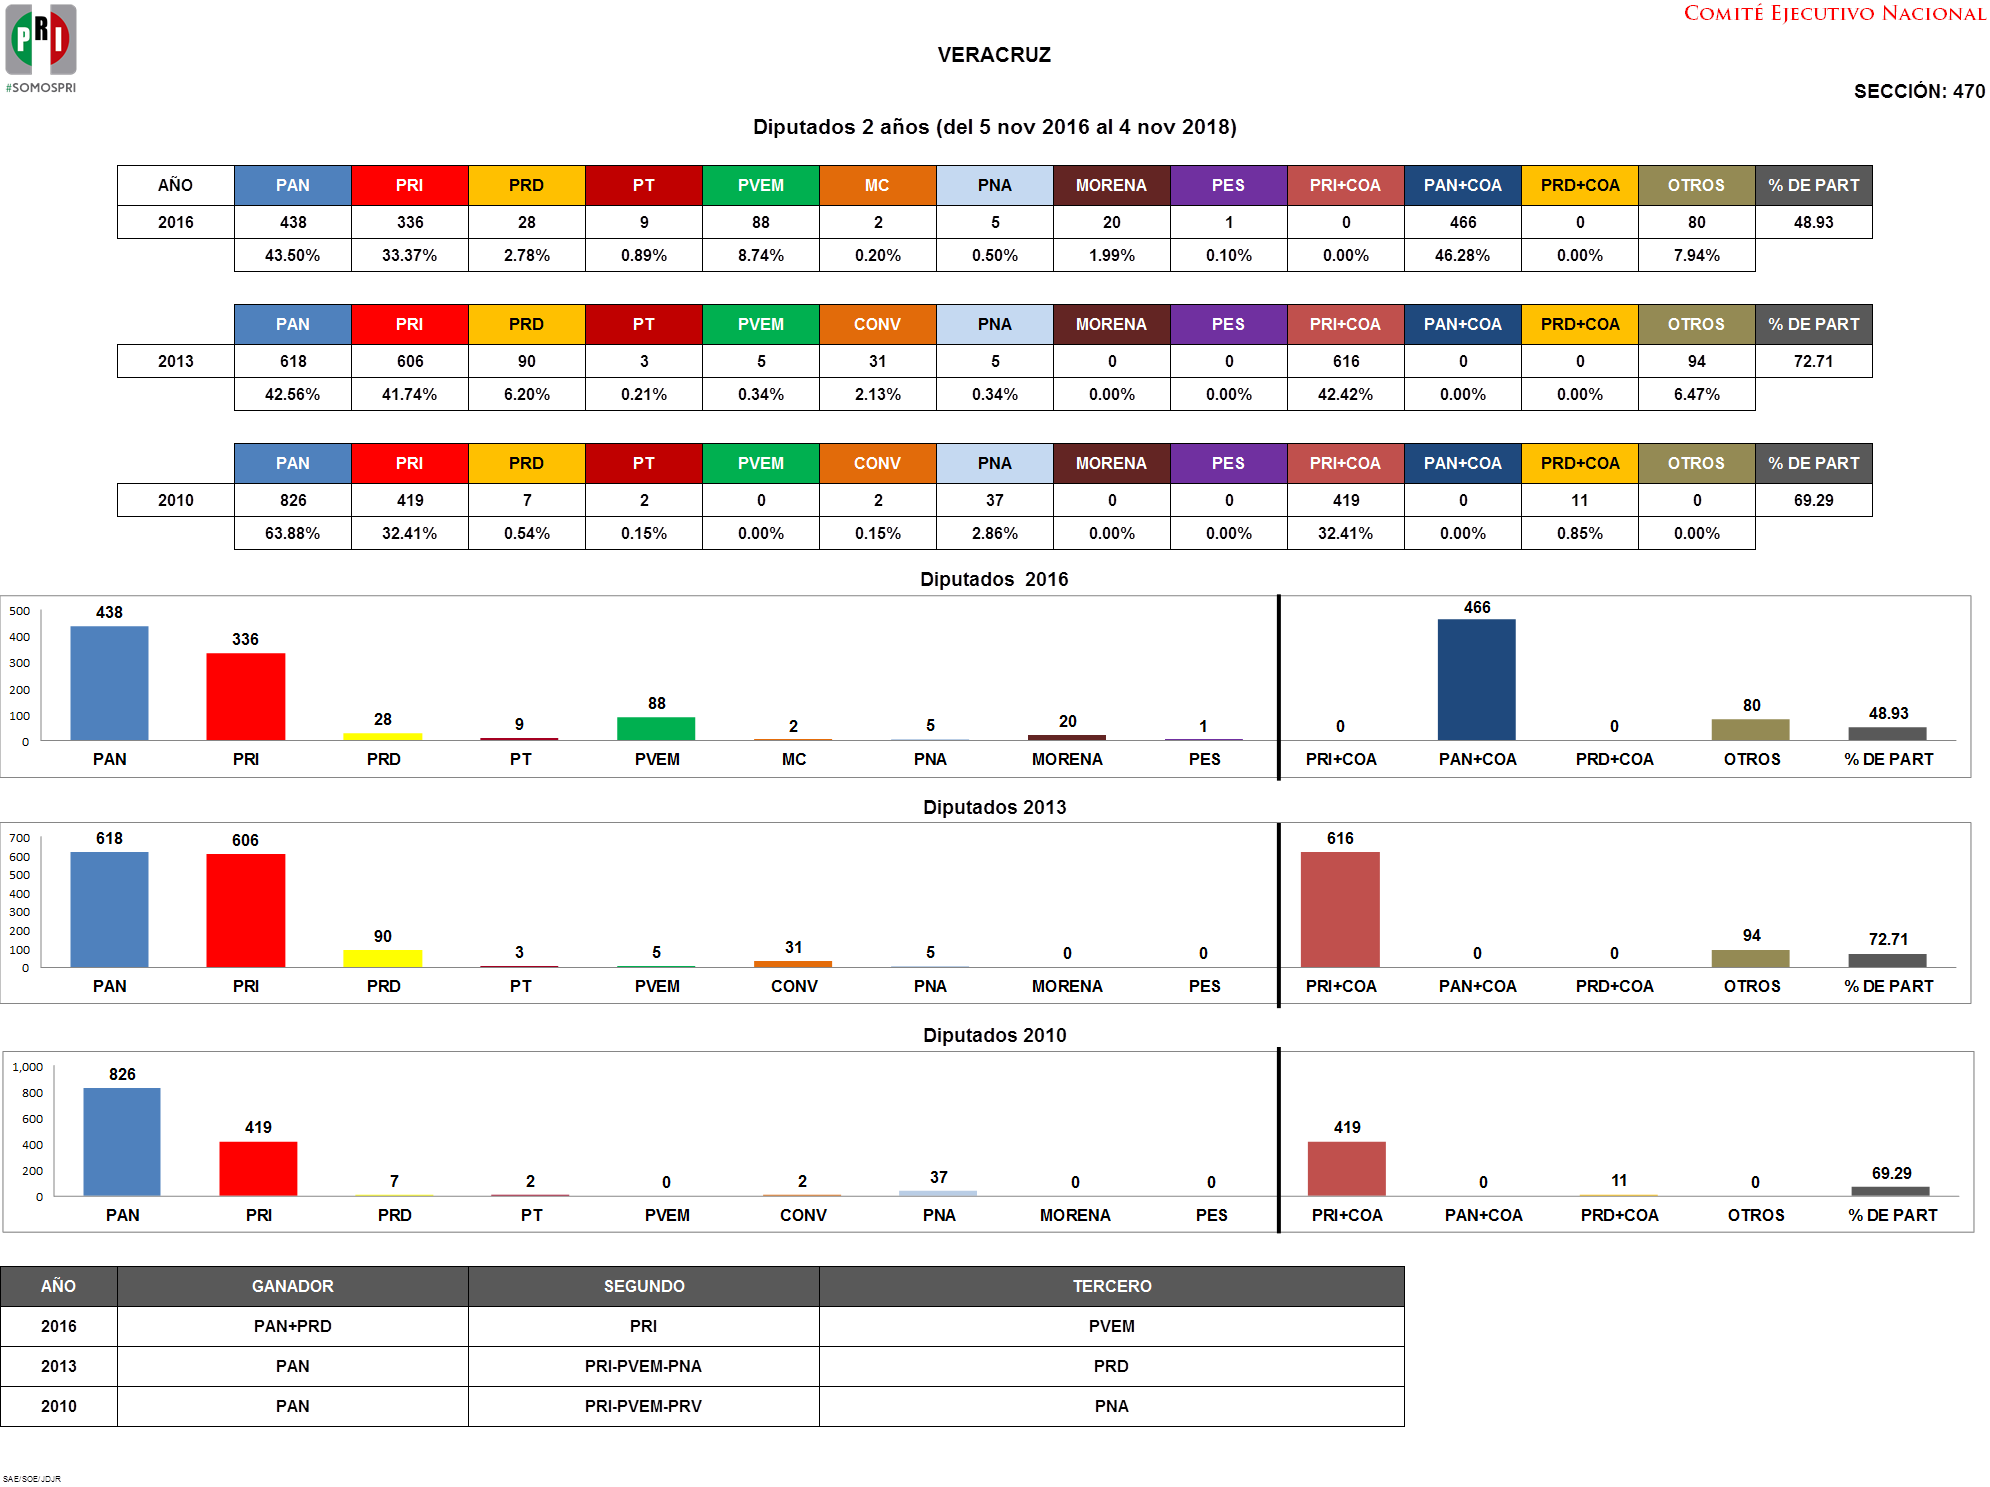 COMITÉ EJECUTIVO NACIONAL
PRI
#SOMOSPRI
VERACRUZ
SECCIÓN: 470
Diputados 2 años (del 5 nov 2016 al 4 nov 2018)
AÑO PAN PRI PRD PT PVEM MC PNA MORENA PES PRI+COA PAN+COA PRD+COA OTROS % DE PART
2016 438 336 28 9 88 2 5 20 1 0 466 0 80 48.93
43.50% 33.37% 2.78% 0.89% 8.74% 0.20% 0.50% 1.99% 0.10% 0.00% 46.28% 0.00% 7.94%
PAN PRI PRD PT PVEM CONV PNA MORENA PES PRI+COA PAN+COA PRD+COA OTROS % DE PART
2013 618 606 90 3 5 31 5 0 0 616 0 0 94 72.71
42.56% 41.74% 6.20% 0.21% 0.34% 2.13% 0.34% 0.00% 0.00% 42.42% 0.00% 0.00% 6.47%
PAN PRI PRD PT PVEM CONV PNA MORENA PES PRI+COA PAN+COA PRD+COA OTROS % DE PART
2010 826 419 7 2 0 2 37 0 0 419 0 11 0 69.29
63.88% 32.41% 0.54% 0.15% 0.00% 0.15% 2.86% 0.00% 0.00% 32.41% 0.00% 0.85% 0.00%
Diputados 2016
500
400
300
200
100
0
438 336 28 9 88 2 5 20 1 0 466 0 80 48.93
PAN PRI PRD PT PVEM MC PNA MORENA PES PRI+COA PAN+COA PRD+COA OTROS % DE PART
Diputados 2013
700
600
500
400
300
200
100
0
618 606 90 3 5 31 5 0 0 616 0 0 94 72.71
PAN PRI PRD PT PVEM CONV PNA MORENA PES PRI+COA PAN+COA PRD+COA OTROS % DE PART
Diputados 2010
1,000
800
600
400
200
0
826 419 7 2 0 2 37 0 0 419 0 11 0 69.29
PAN PRI PRD PT PVEM CONV PNA MORENA PES PRI+COA PAN+COA PRD+COA OTROS % DE PART
AÑO GANADOR SEGUNDO TERCERO
2016 PAN+PRD PRI PVEM
2013 PAN PRI-PVEM-PNA PRD
2010 PAN PRI-PVEM-PRV PNA
SAE/SOE/JDJR